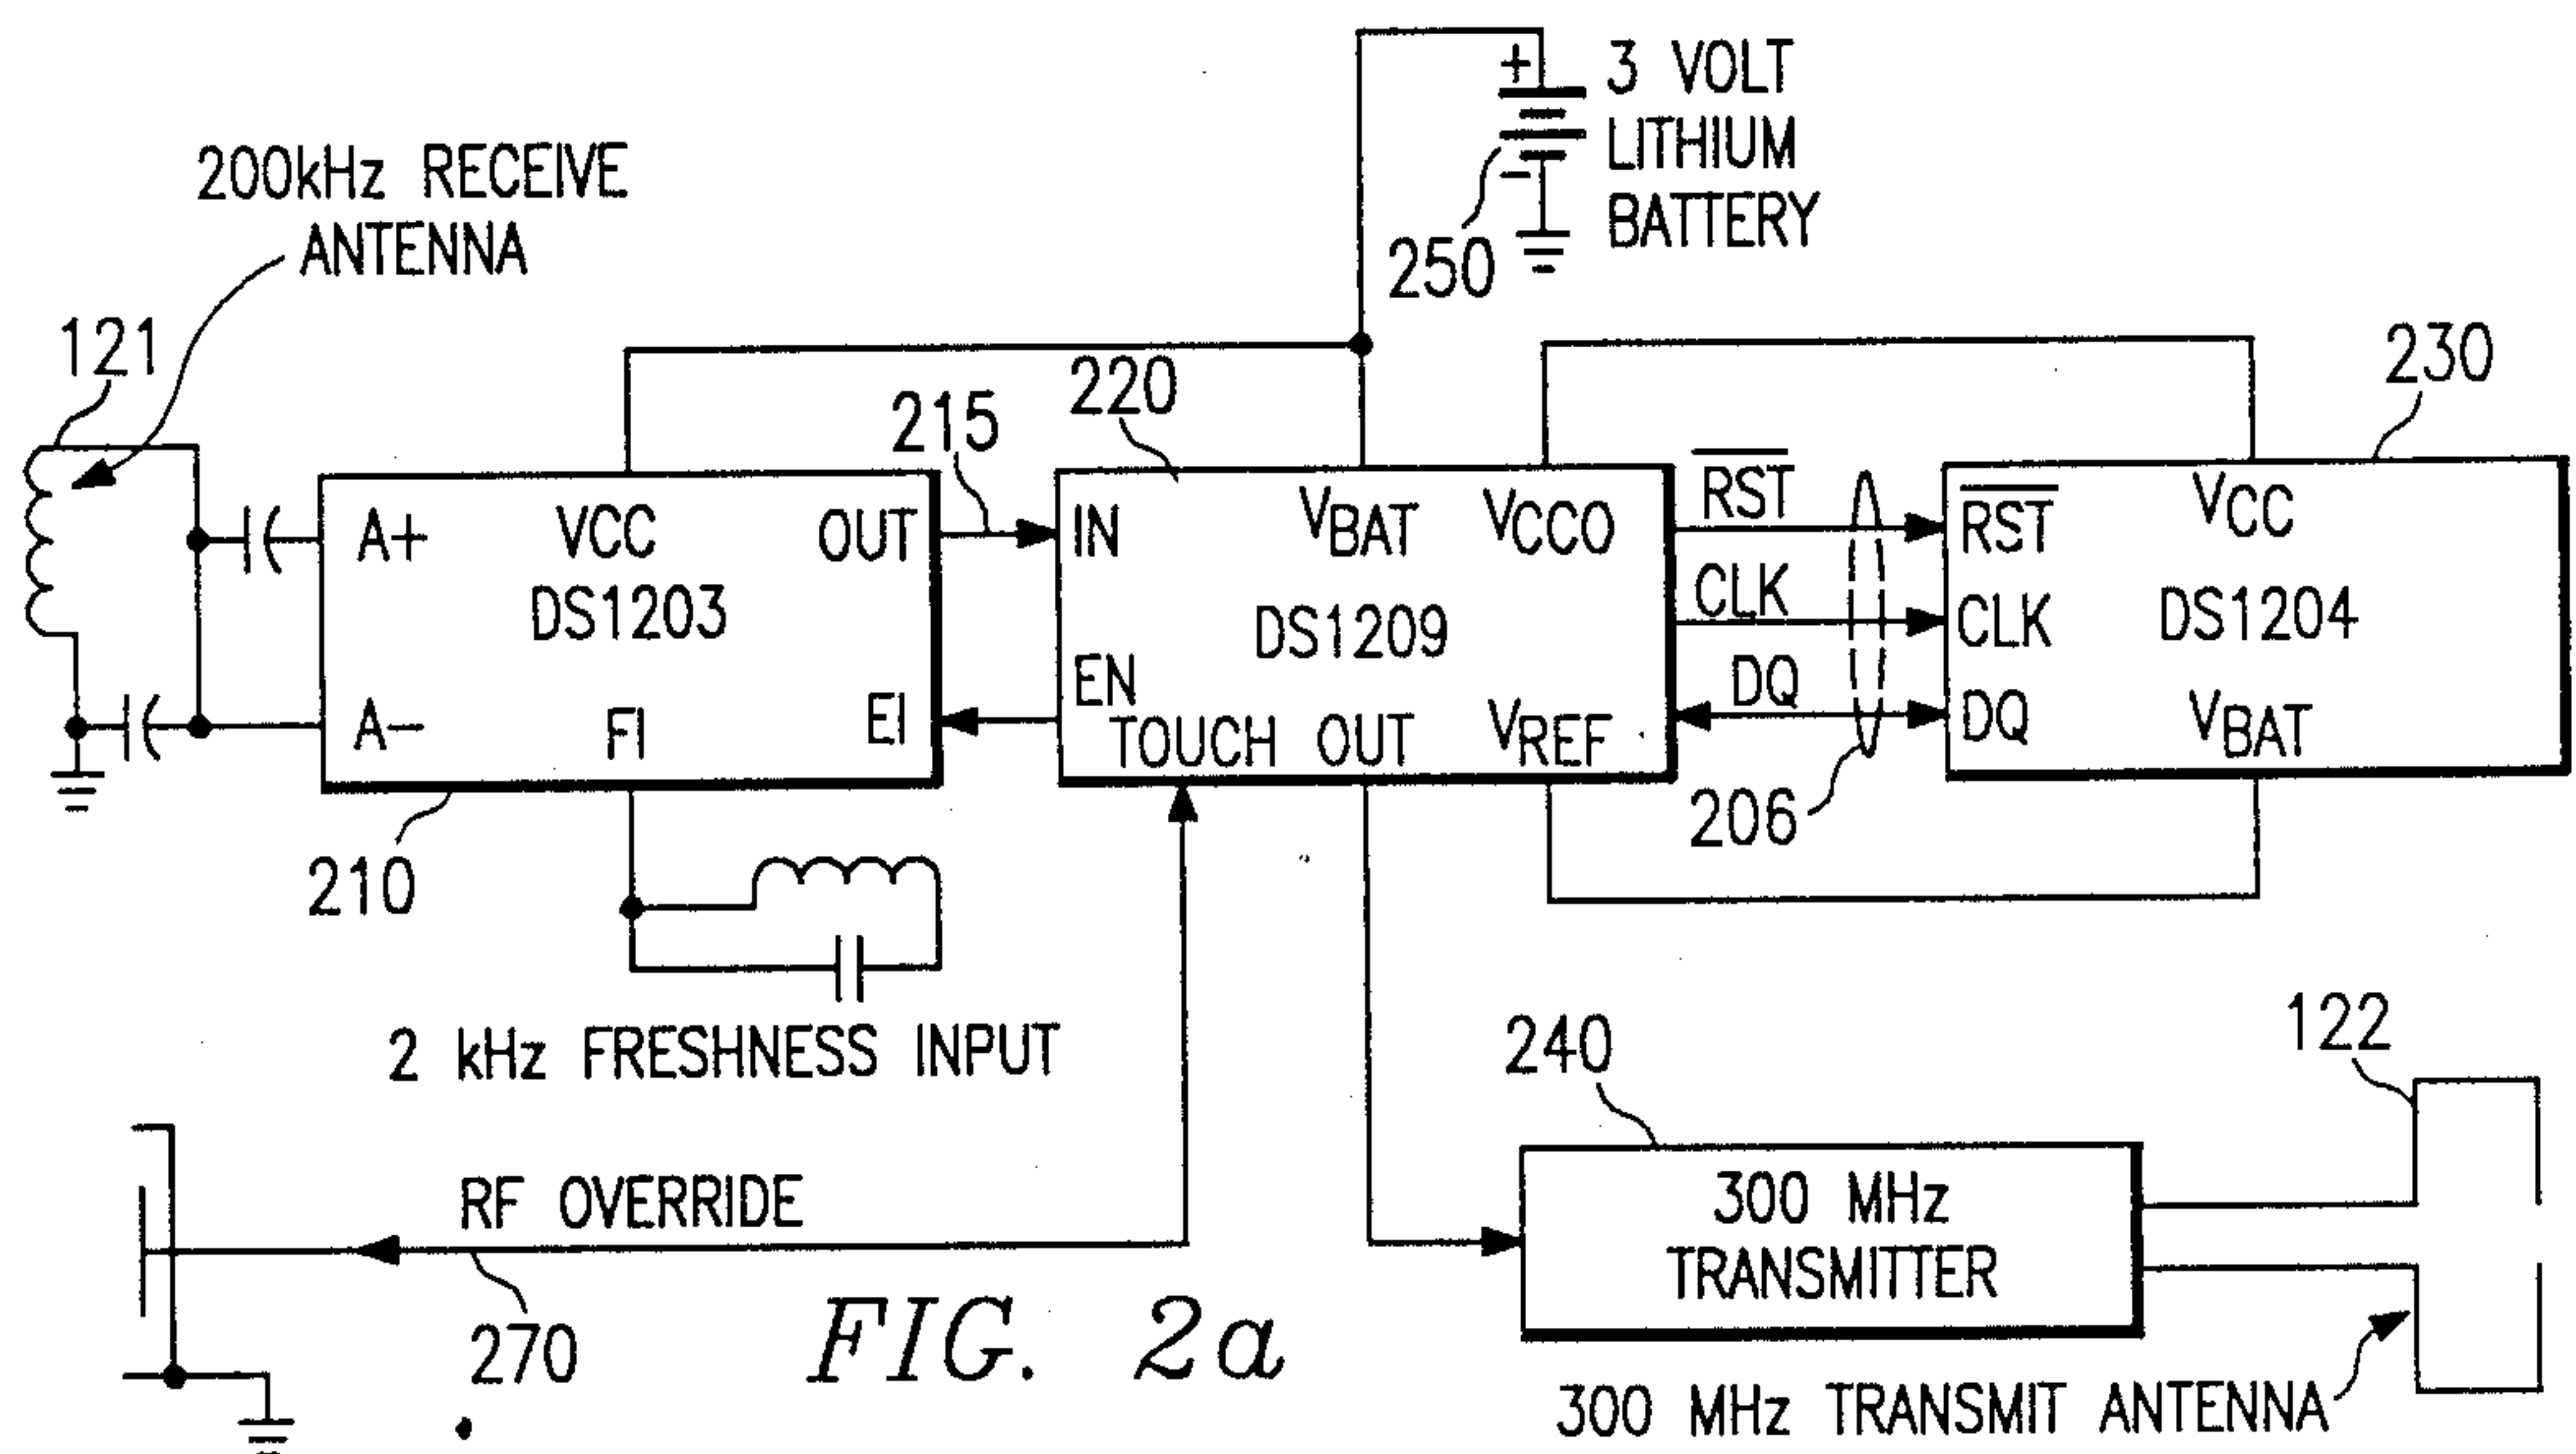 3 VOLT
LITHIUM
BATTERY
+
-
250
200kHz RECEIVE
ANTENNA
121
215
220
230
A+
VCC
OUT
DS1203
A-
FI
EI
210
IN
VBAT
VCCO
DS1209
EN
TOUCH
OUT
VREF
RST
CLK
DQ
206
RST
VCC
CLK
DS1204
DQ
VBAT
2 kHz FRESHNESS INPUT
240
122
RF OVERRIDE
270
300 MHz
TRANSMITTER
300 MHz TRANSMIT ANTENNA
FIG. 2a